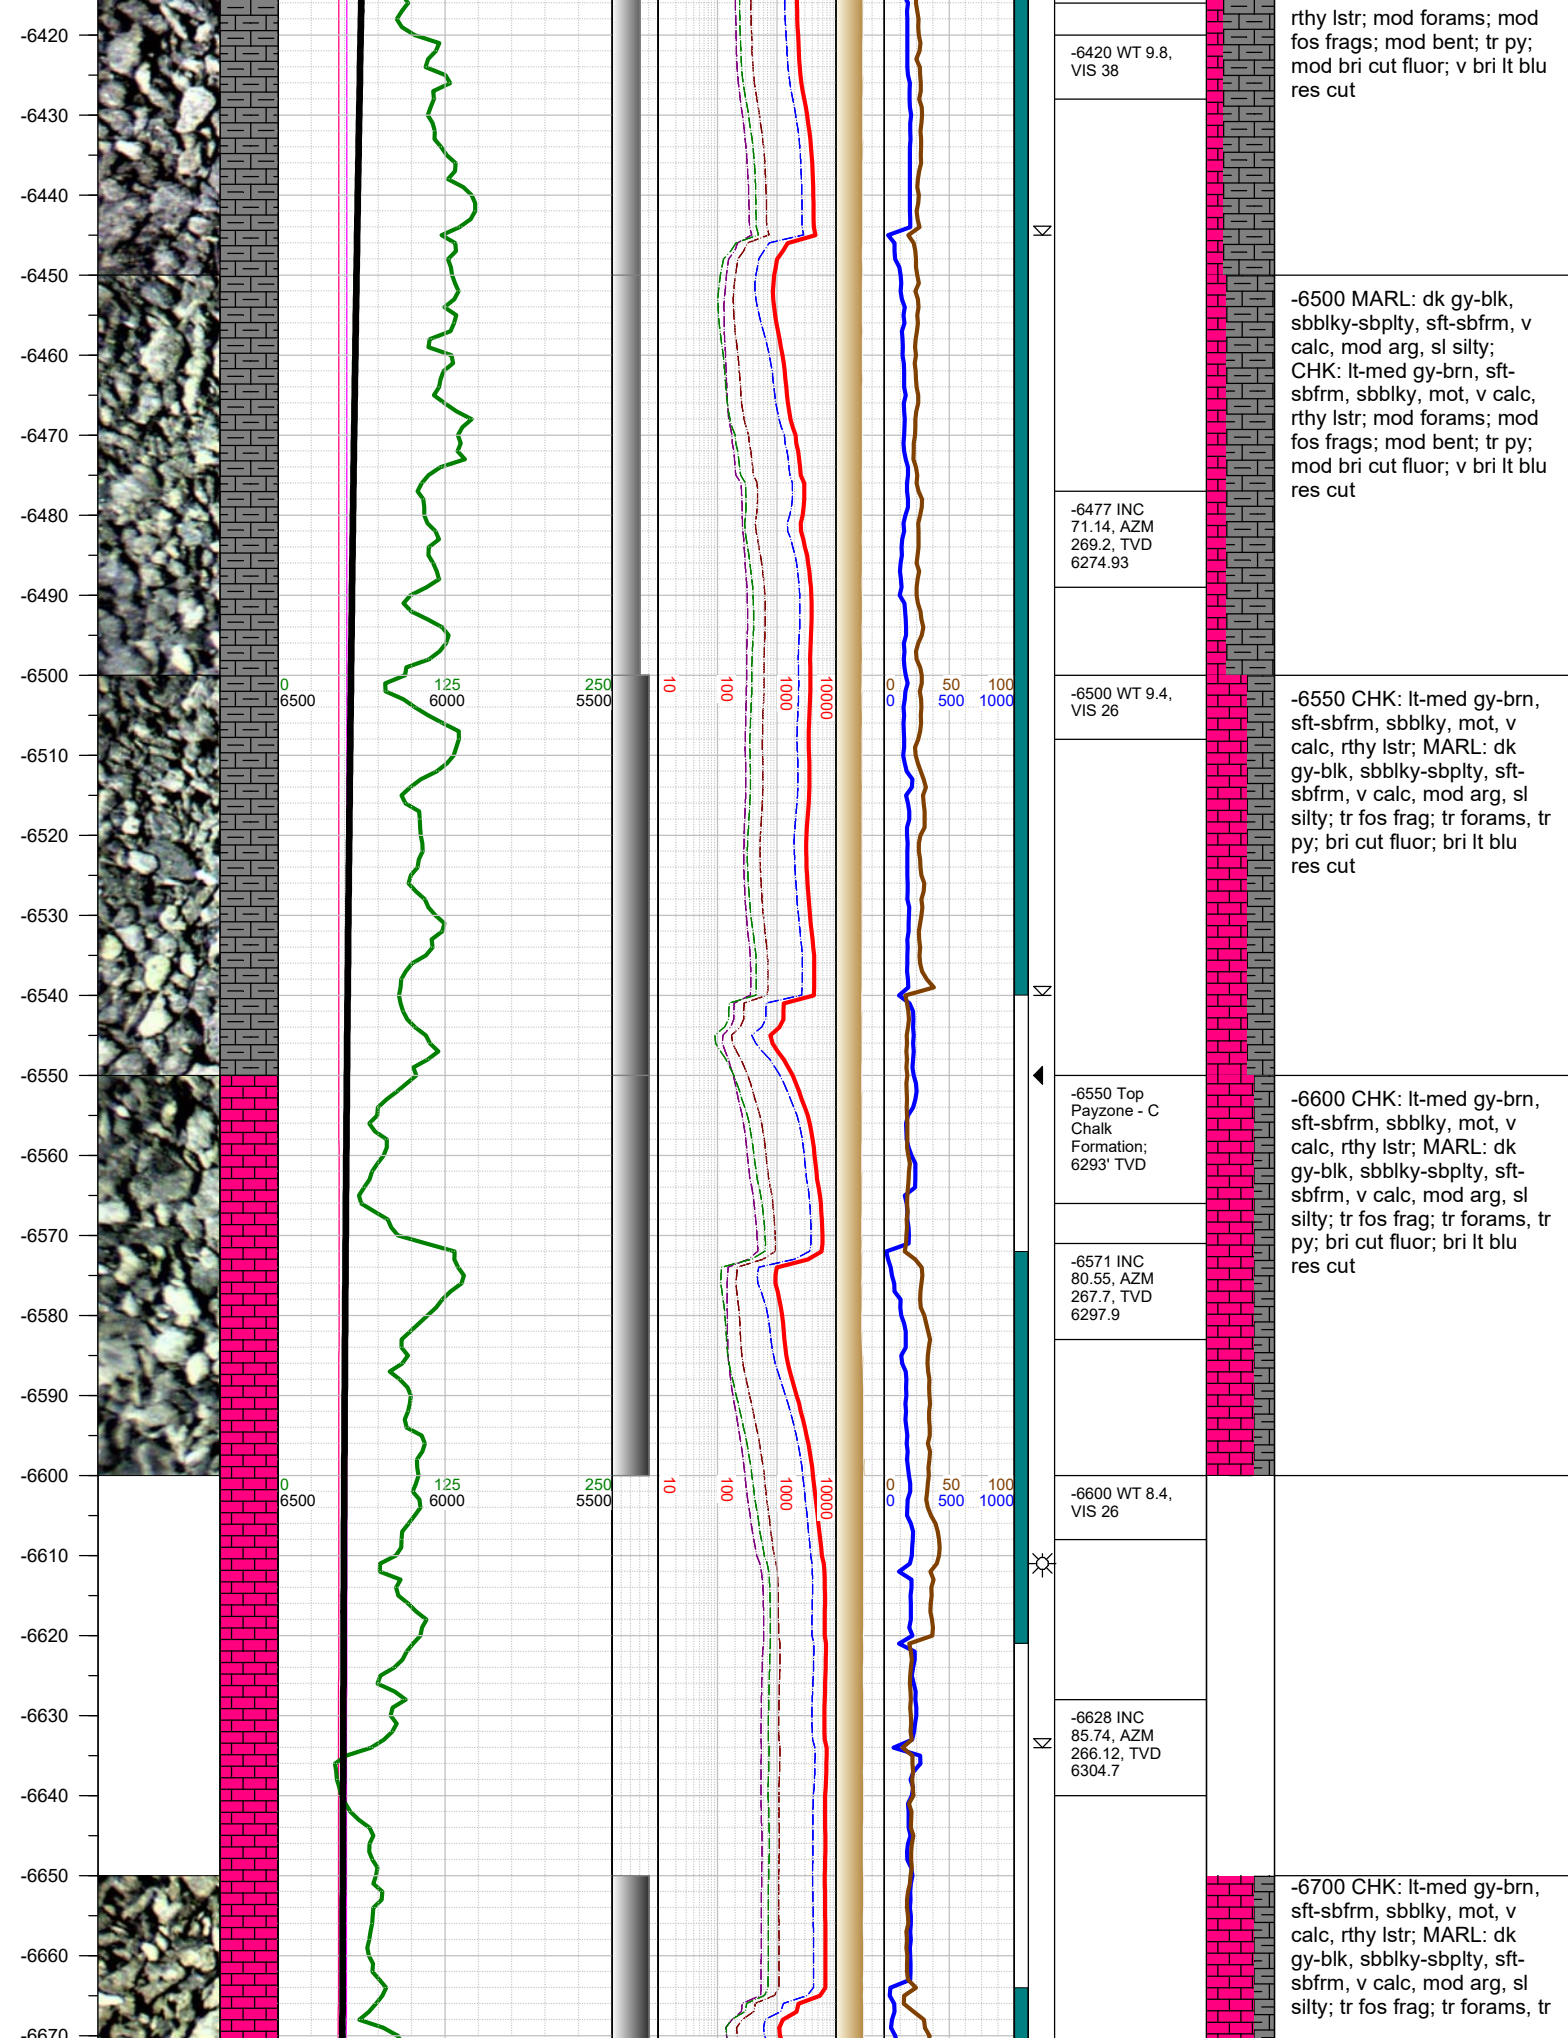 rthy lstr; mod forams; mod
fos frags; mod bent; tr py;
mod bri cut fluor; v bri lt blu
res cut
-6420
-6420 WT 9.8,
VIS 38
-6430
-6440
-6450
-6500 MARL: dk gy-blk,
sbblky-sbplty, sft-sbfrm, v
calc, mod arg, sl silty;
CHK: lt-med gy-brn, sft-
sbfrm, sbblky, mot, v calc,
rthy lstr; mod forams; mod
fos frags; mod bent; tr py;
mod bri cut fluor; v bri lt blu
res cut
-6460
-6470
-6477 INC
71.14, AZM
269.2, TVD
6274.93
-6480
-6490
-6500
0 125 250
6500 6000 5500
10 100 1000 10000
0 50 100
0 500 1000
-6500 WT 9.4,
VIS 26
-6550 CHK: lt-med gy-brn,
sft-sbfrm, sbblky, mot, v
calc, rthy lstr; MARL: dk
gy-blk, sbblky-sbplty, sft-
sbfrm, v calc, mod arg, sl
silty; tr fos frag; tr forams, tr
py; bri cut fluor; bri lt blu
res cut
-6510
-6520
-6530
-6540
-6550
-6550 Top
Payzone - C
Chalk
Formation;
6293' TVD
-6600 CHK: lt-med gy-brn,
sft-sbfrm, sbblky, mot, v
calc, rthy lstr; MARL: dk
gy-blk, sbblky-sbplty, sft-
sbfrm, v calc, mod arg, sl
silty; tr fos frag; tr forams, tr
py; bri cut fluor; bri lt blu
res cut
-6560
-6570
-6571 INC
80.55, AZM
267.7, TVD
6297.9
-6580
-6590
-6600
0 125 250
6500 6000 5500
10 100 1000 10000
0 50 100
0 500 1000
-6600 WT 8.4,
VIS 26
-6610
-6620
-6628 INC
85.74, AZM
266.12, TVD
6304.7
-6630
-6640
-6650
-6700 CHK: lt-med gy-brn,
sft-sbfrm, sbblky, mot, v
calc, rthy lstr; MARL: dk
gy-blk, sbblky-sbplty, sft-
sbfrm, v calc, mod arg, sl
silty; tr fos frag; tr forams, tr
-6660
-6670